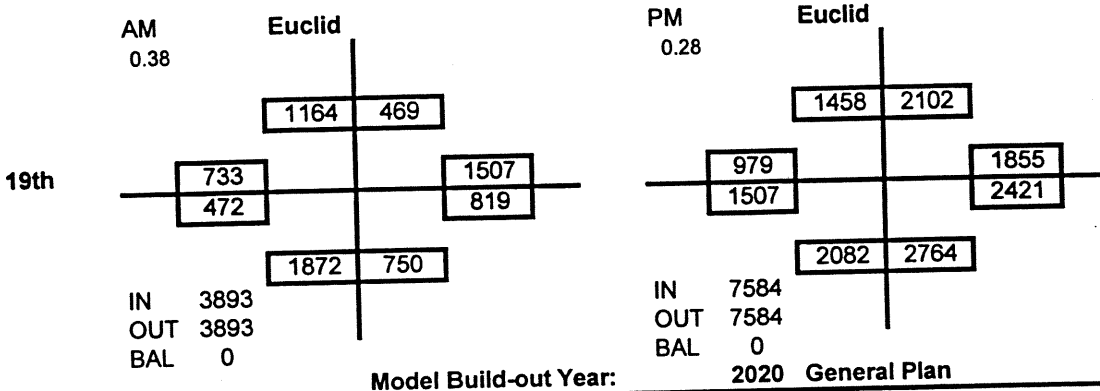 AM Euclid PM Euclid
0.38 0.28
1164 469 1458 2102
19th 733 1507 979 1855
472 819 1507 2421
1872 750 2082 2764
IN 3893 IN 7584
OUT 3893 OUT 7584
BAL 0 BAL 0
Model Build-out Year: 2020 General Plan